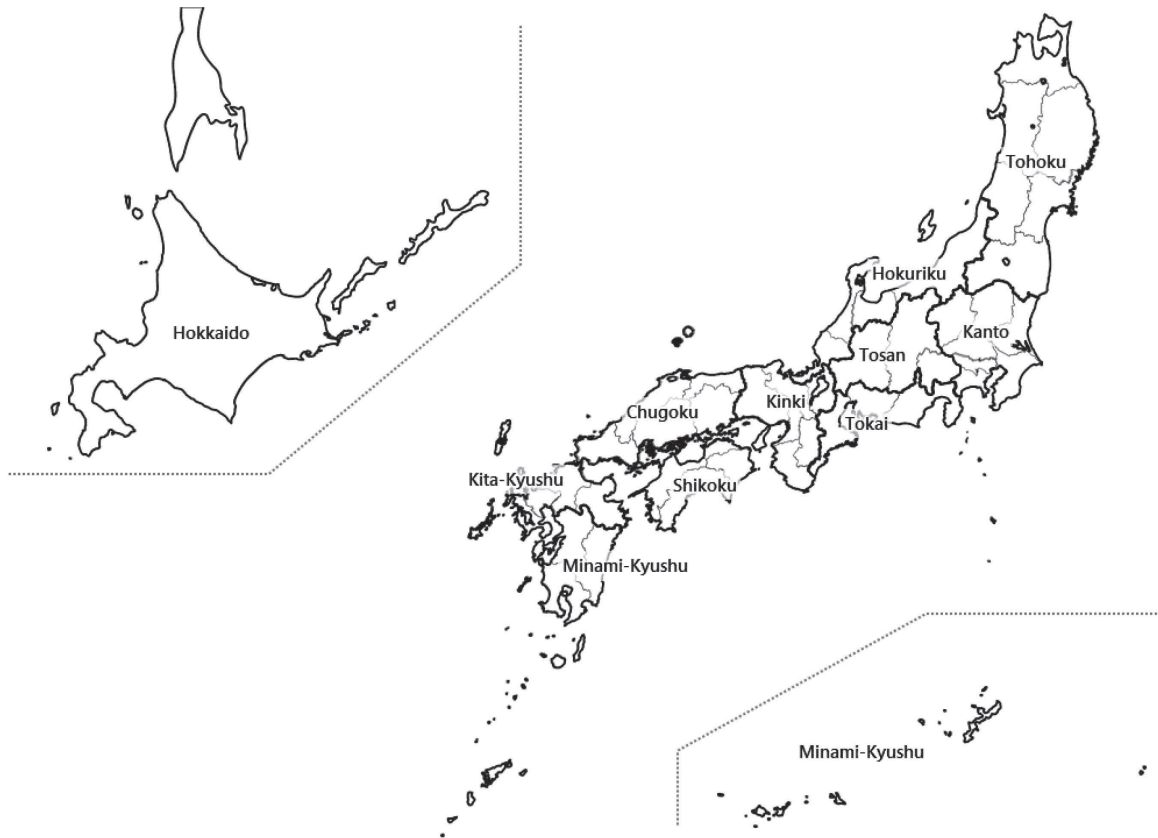 Tohoku
Hokuriku
Hokkaido
Kanto
Tosan
Kinki
Chugoku
Tokai
Kita-Kyushu
Shikoku
Minami-Kyushu
Minami-Kyushu